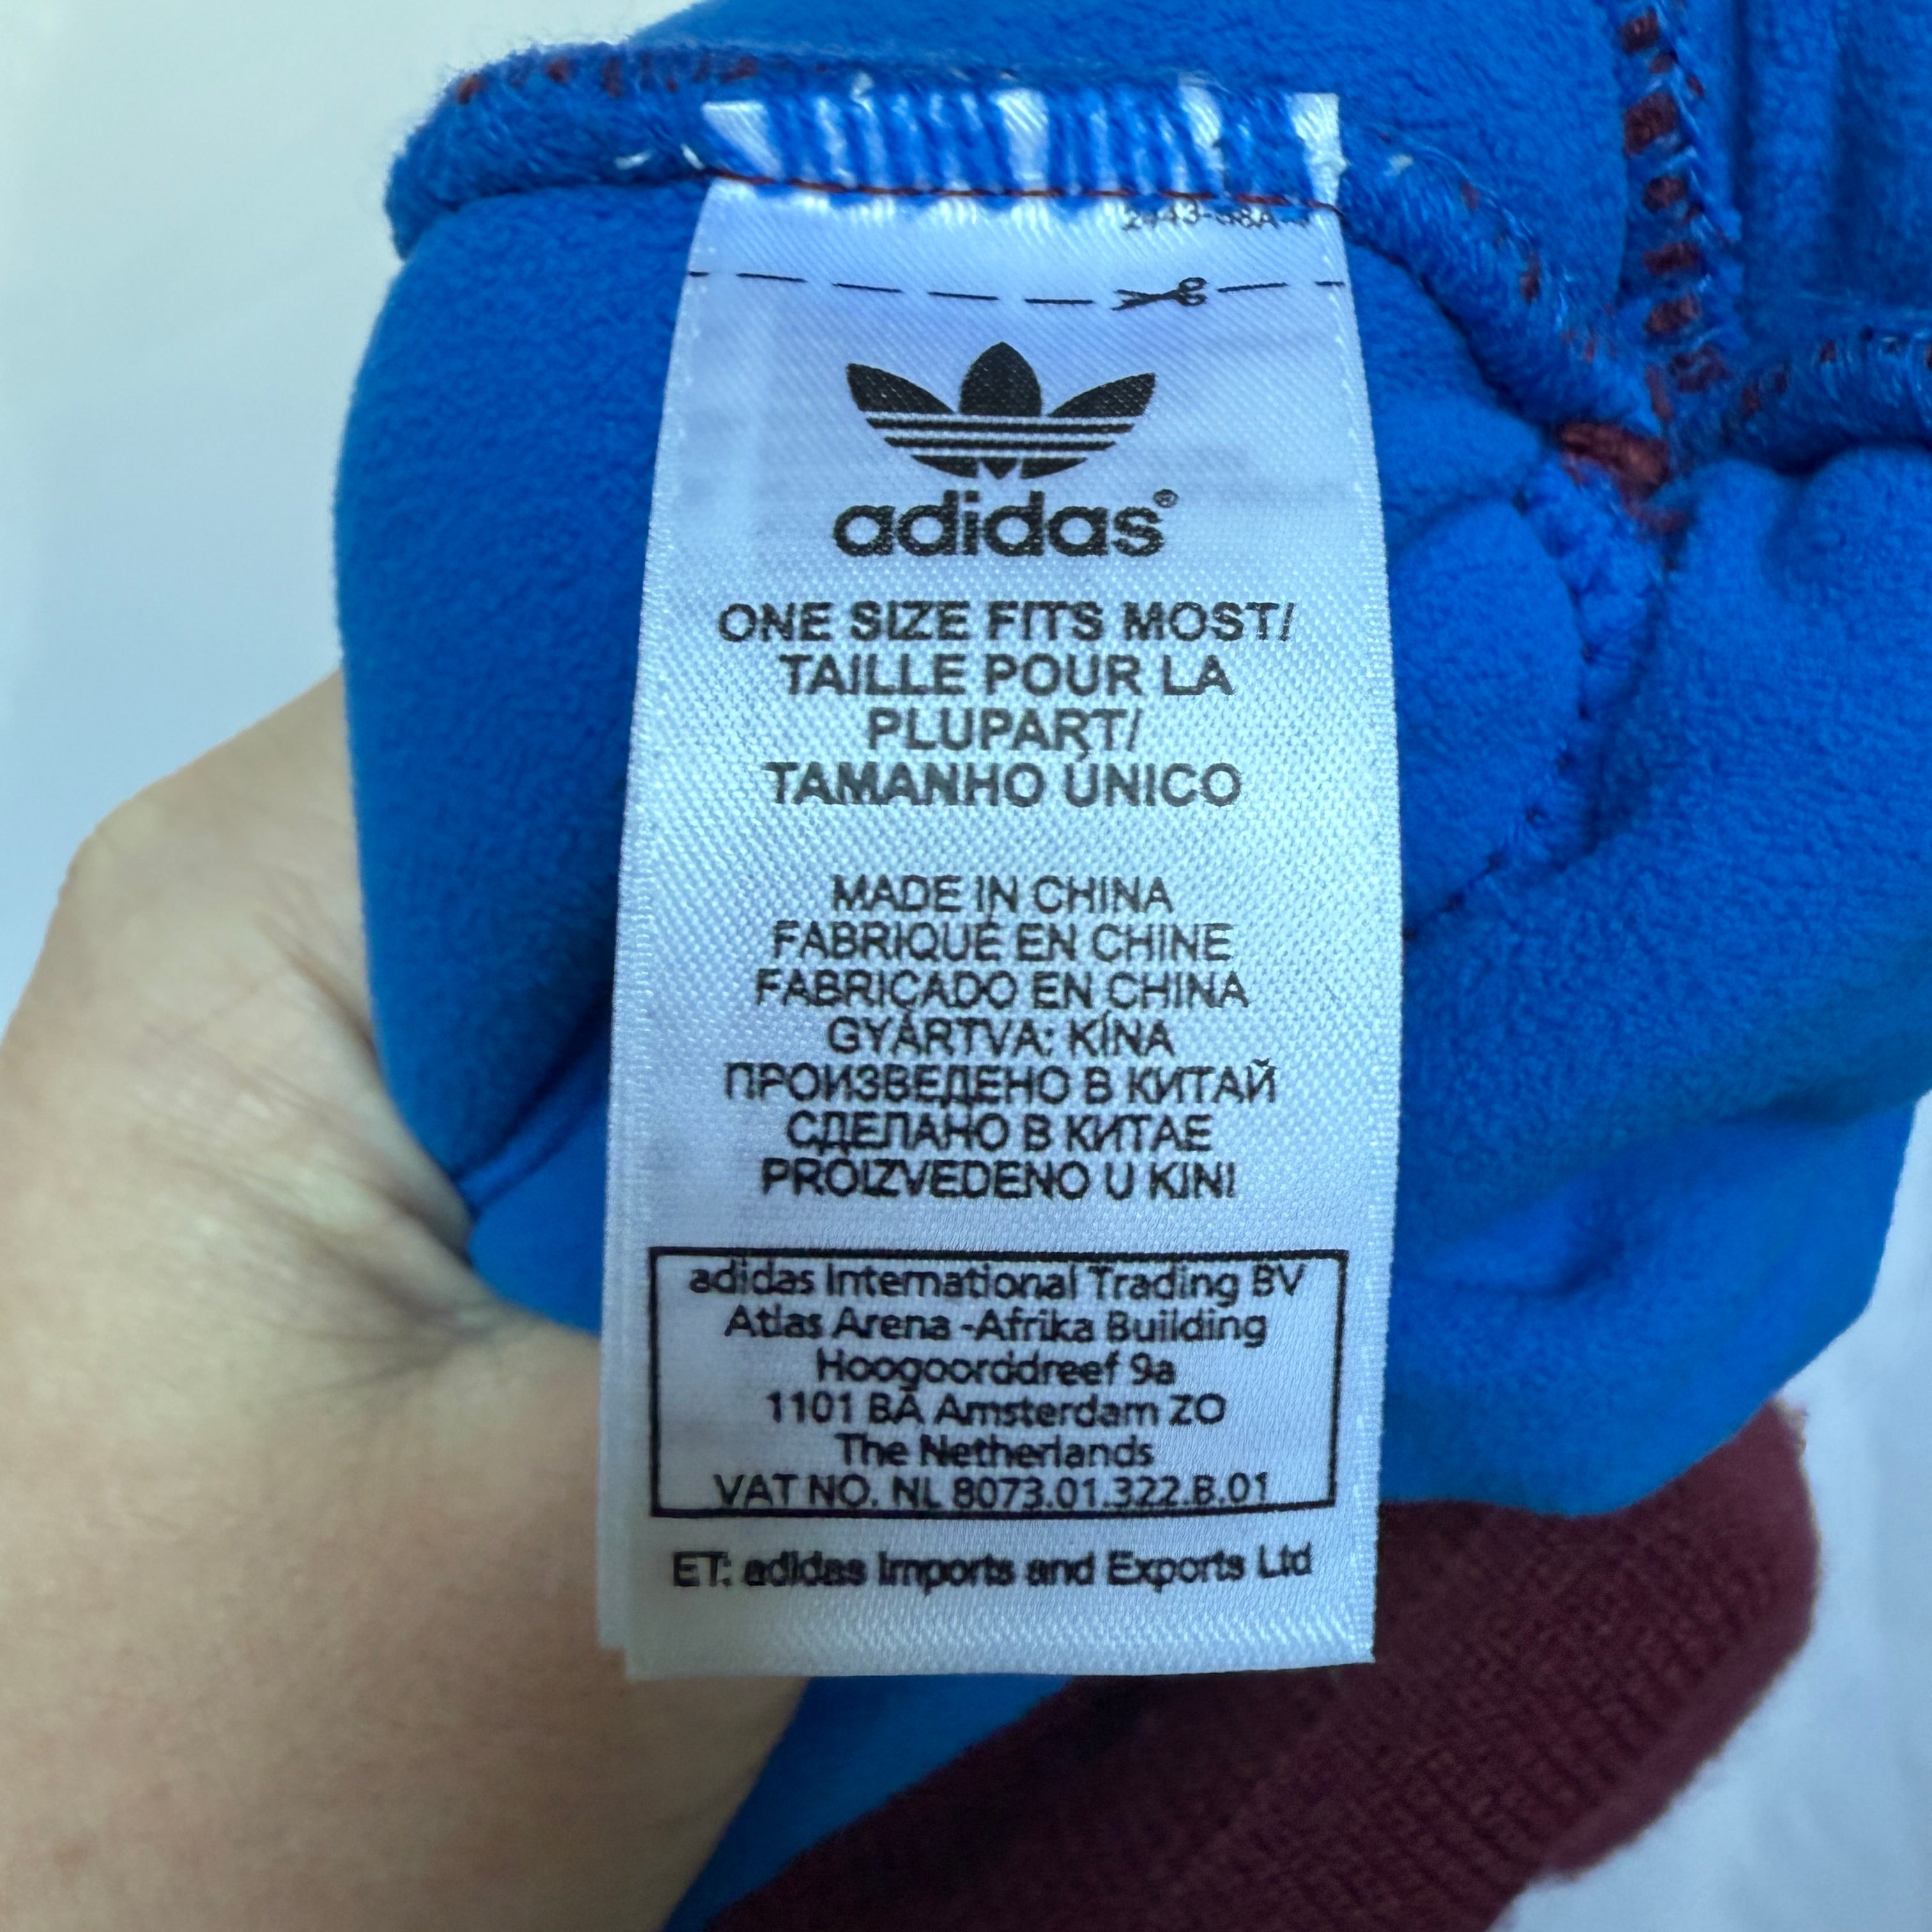 adidas®
ONE SIZE FITS MOST/
TAILLE POUR LA
PLUPART/
TAMANHO ÚNICO
MADE IN CHINA
FABRIQUÉ EN CHINE
FABRICADO EN CHINA
GYÁRTVA: KÍNA
ПРОИЗВЕДЕНО В КИТАЙ
СДЕЛАНО В КИТАЕ
PROIZVEDENO U KINI
adidas International Trading BV
Atlas Arena -Afrika Building
Hoogoorddreef 9a
1101 BA Amsterdam ZO
The Netherlands
VAT NO. NL 8073.01.322.B.01
ET: adidas Imports and Exports Ltd